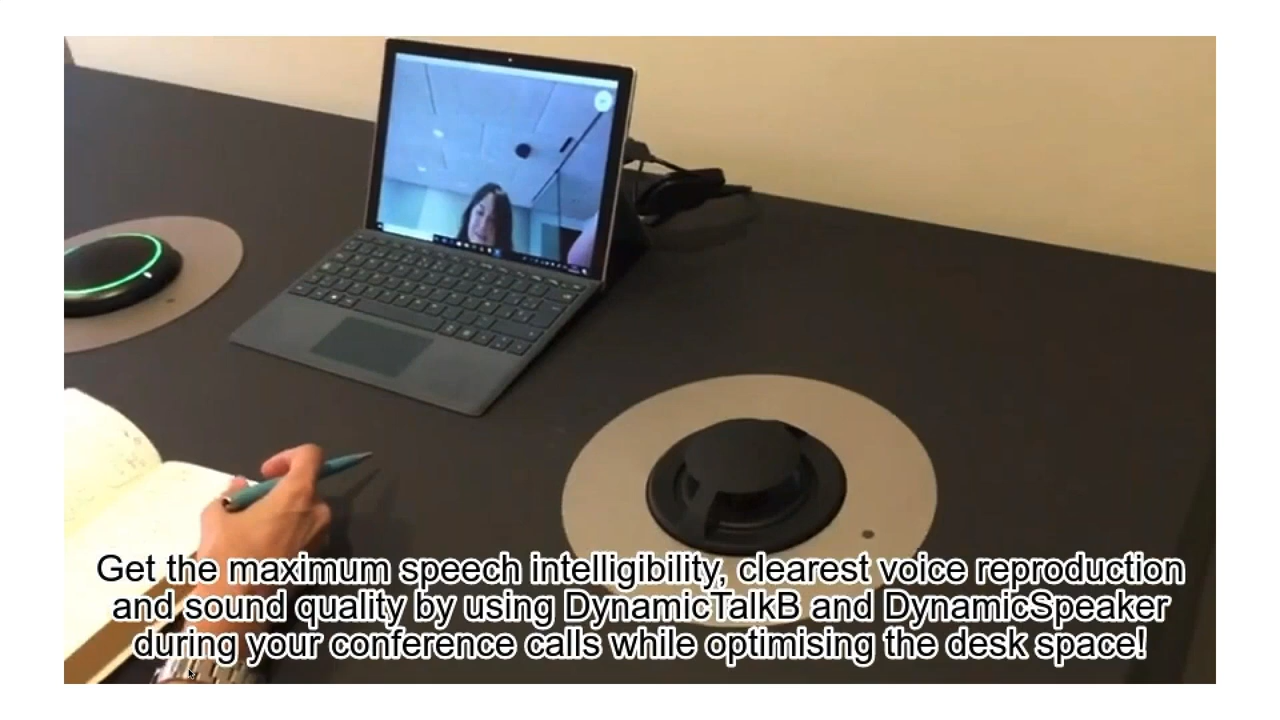 Get the maximum speech intelligibility, clearest voice reproduction
and sound quality by using DynamicTalkB and DynamicSpeaker
during your conference calls while optimising the desk space!